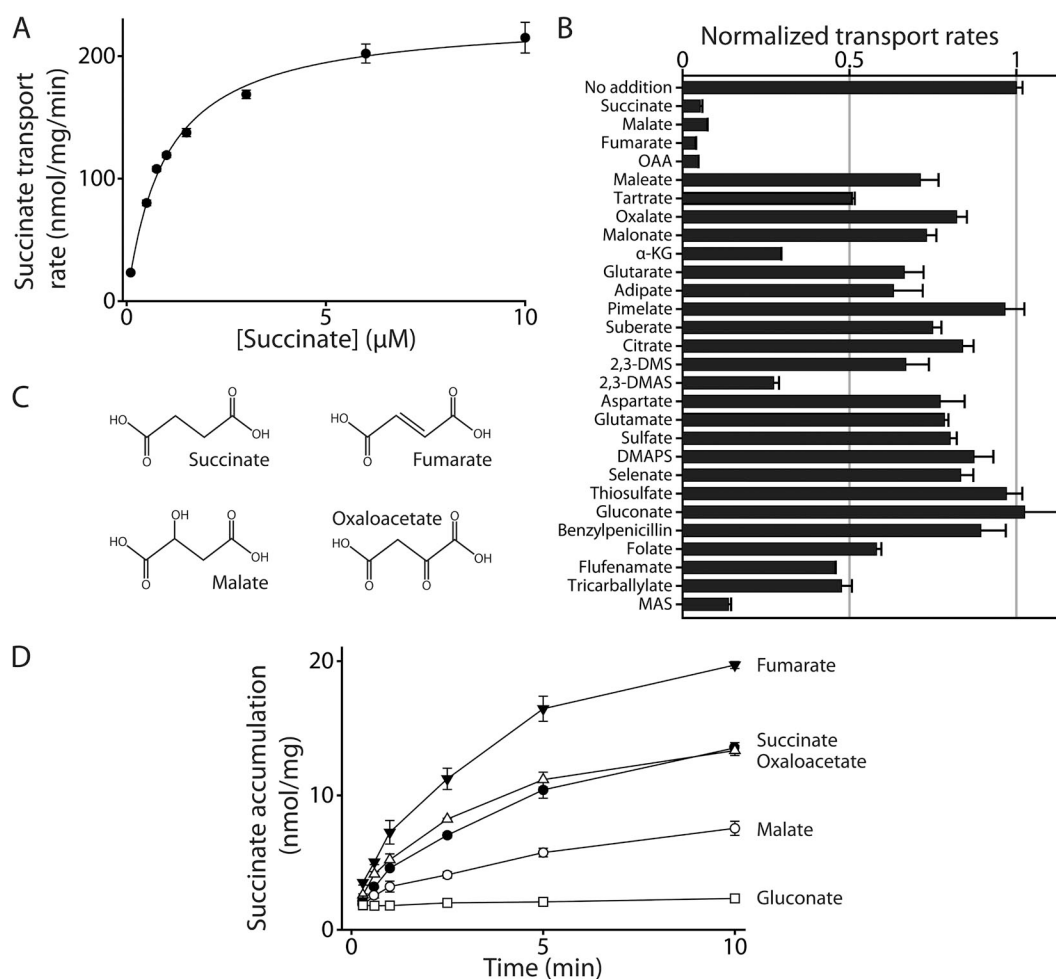 A
Succinate transport
rate (nmol/mg/min)
200
100
0
0
5
10
[Succinate] (µM)
B
Normalized transport rates
0
0.5
1
No addition
Succinate
Malate
Fumarate
OAA
Maleate
Tartrate
Oxalate
Malonate
α-KG
Glutarate
Adipate
Pimelate
Suberate
Citrate
2,3-DMS
2,3-DMAS
Aspartate
Glutamate
Sulfate
DMAPS
Selenate
Thiosulfate
Gluconate
Benzylpenicillin
Folate
Flufenamate
Tricarballylate
MAS
C
HO
O
O
OH
Succinate
HO
O
O
OH
Fumarate
HO
O
OH
O
OH
Malate
Oxaloacetate
HO
O
O
O
OH
D
Succinate accumulation
(nmol/mg)
20
10
0
0
5
10
Time (min)
Fumarate
Succinate
Oxaloacetate
Malate
Gluconate